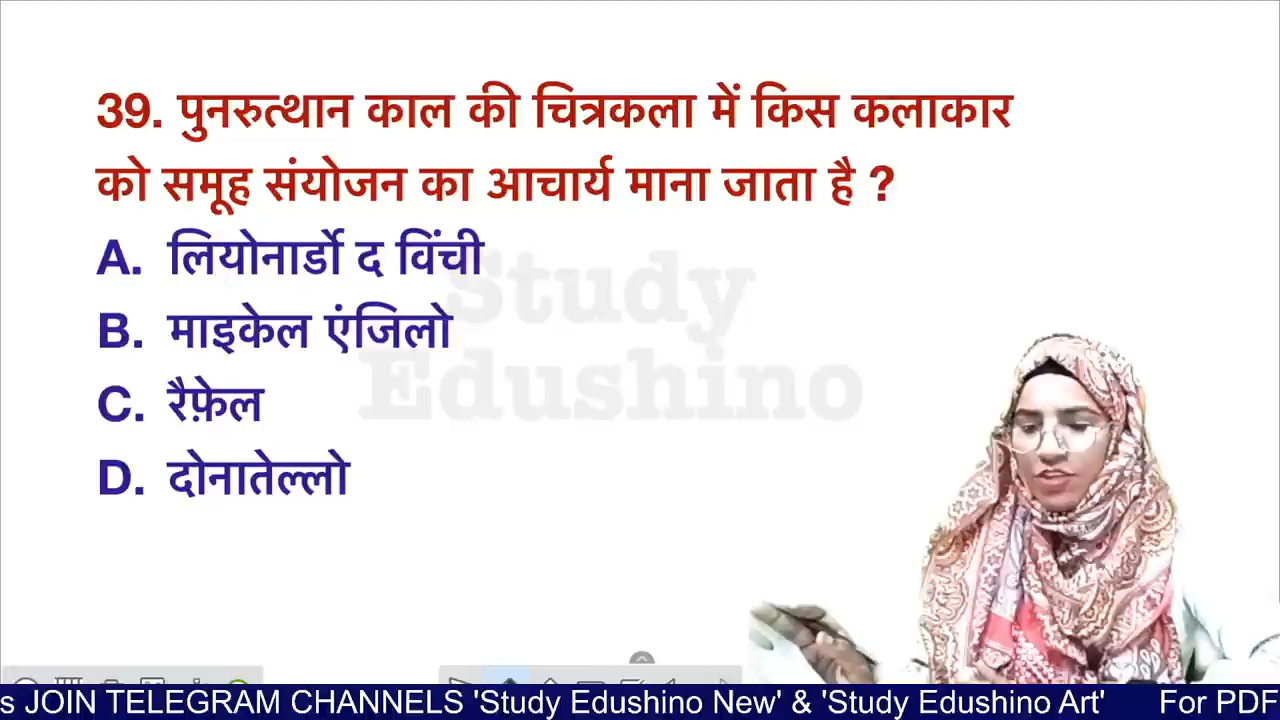 39. पुनरुत्थान काल की चित्रकला में किस कलाकार
को समूह संयोजन का आचार्य माना जाता है ?
A. लियोनार्डो द विंची
B. माइकेल एंजिलो
C. रैफ़ेल
D. दोनातेल्लो
Study
Edushino
s JOIN TELEGRAM CHANNELS 'Study Edushino New' & 'Study Edushino Art' For PDF